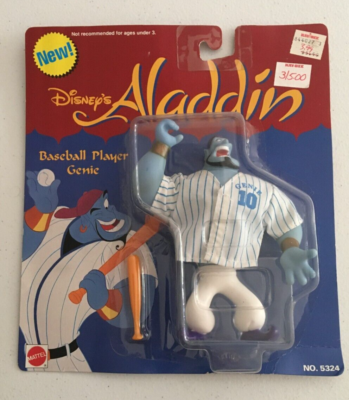 Not recommended for ages under 3.
New!
3/500
Disney's Aladdin
Baseball Player
Genie
GENIE
10
MATTEL
NO. 5324